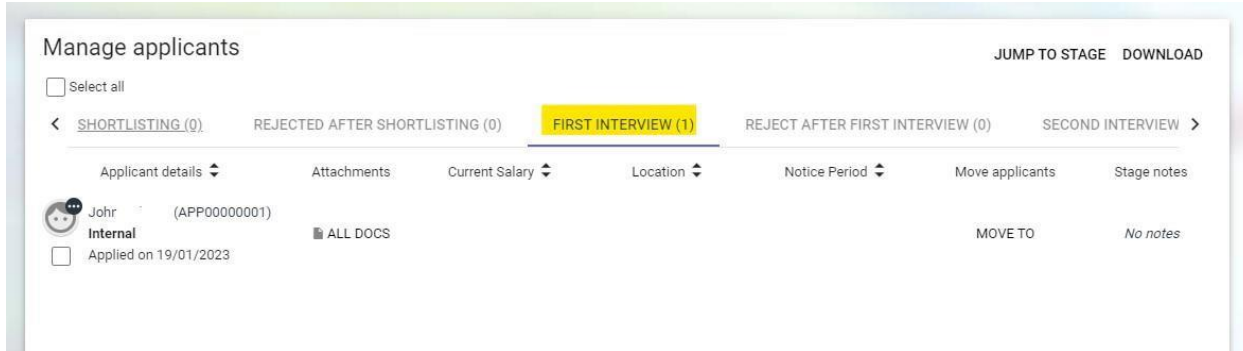 Manage applicants
JUMP TO STAGE DOWNLOAD
Select all
SHORTLISTING (0) REJECTED AFTER SHORTLISTING (0) FIRST INTERVIEW (1) REJECT AFTER FIRST INTERVIEW (0) SECOND INTERVIEW
Applicant details Attachments Current Salary Location Notice Period Move applicants Stage notes
Johr (APP00000001)
Internal
ALL DOCS MOVE TO No notes
Applied on 19/01/2023